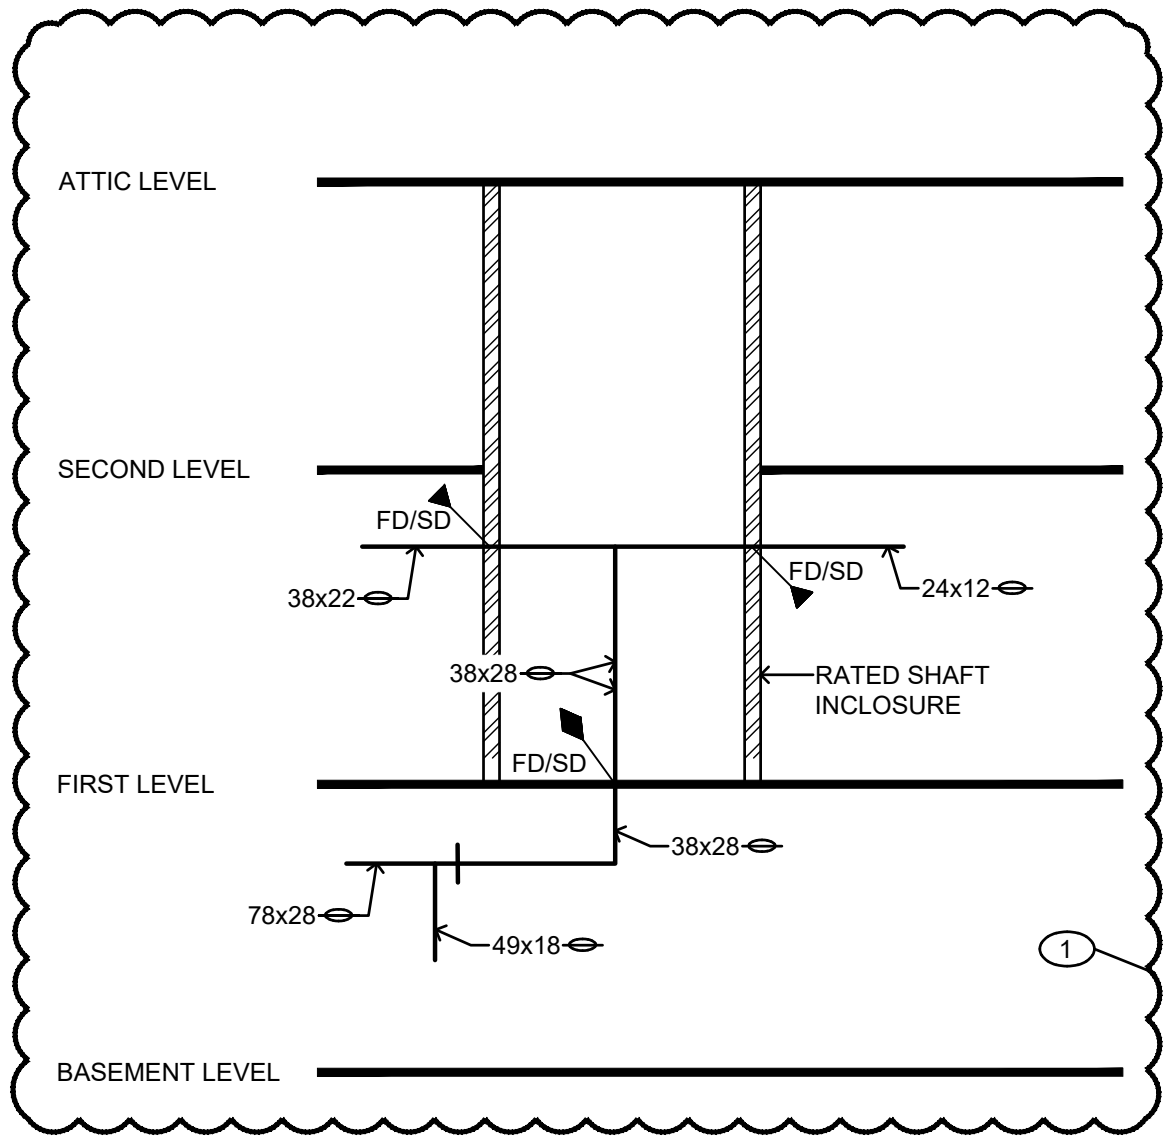 ATTIC LEVEL
SECOND LEVEL
FD/SD
FD/SD
38x22
24x12
38x28
RATED SHAFT
INCLOSURE
FD/SD
FIRST LEVEL
38x28
78x28
49x18
1
BASEMENT LEVEL